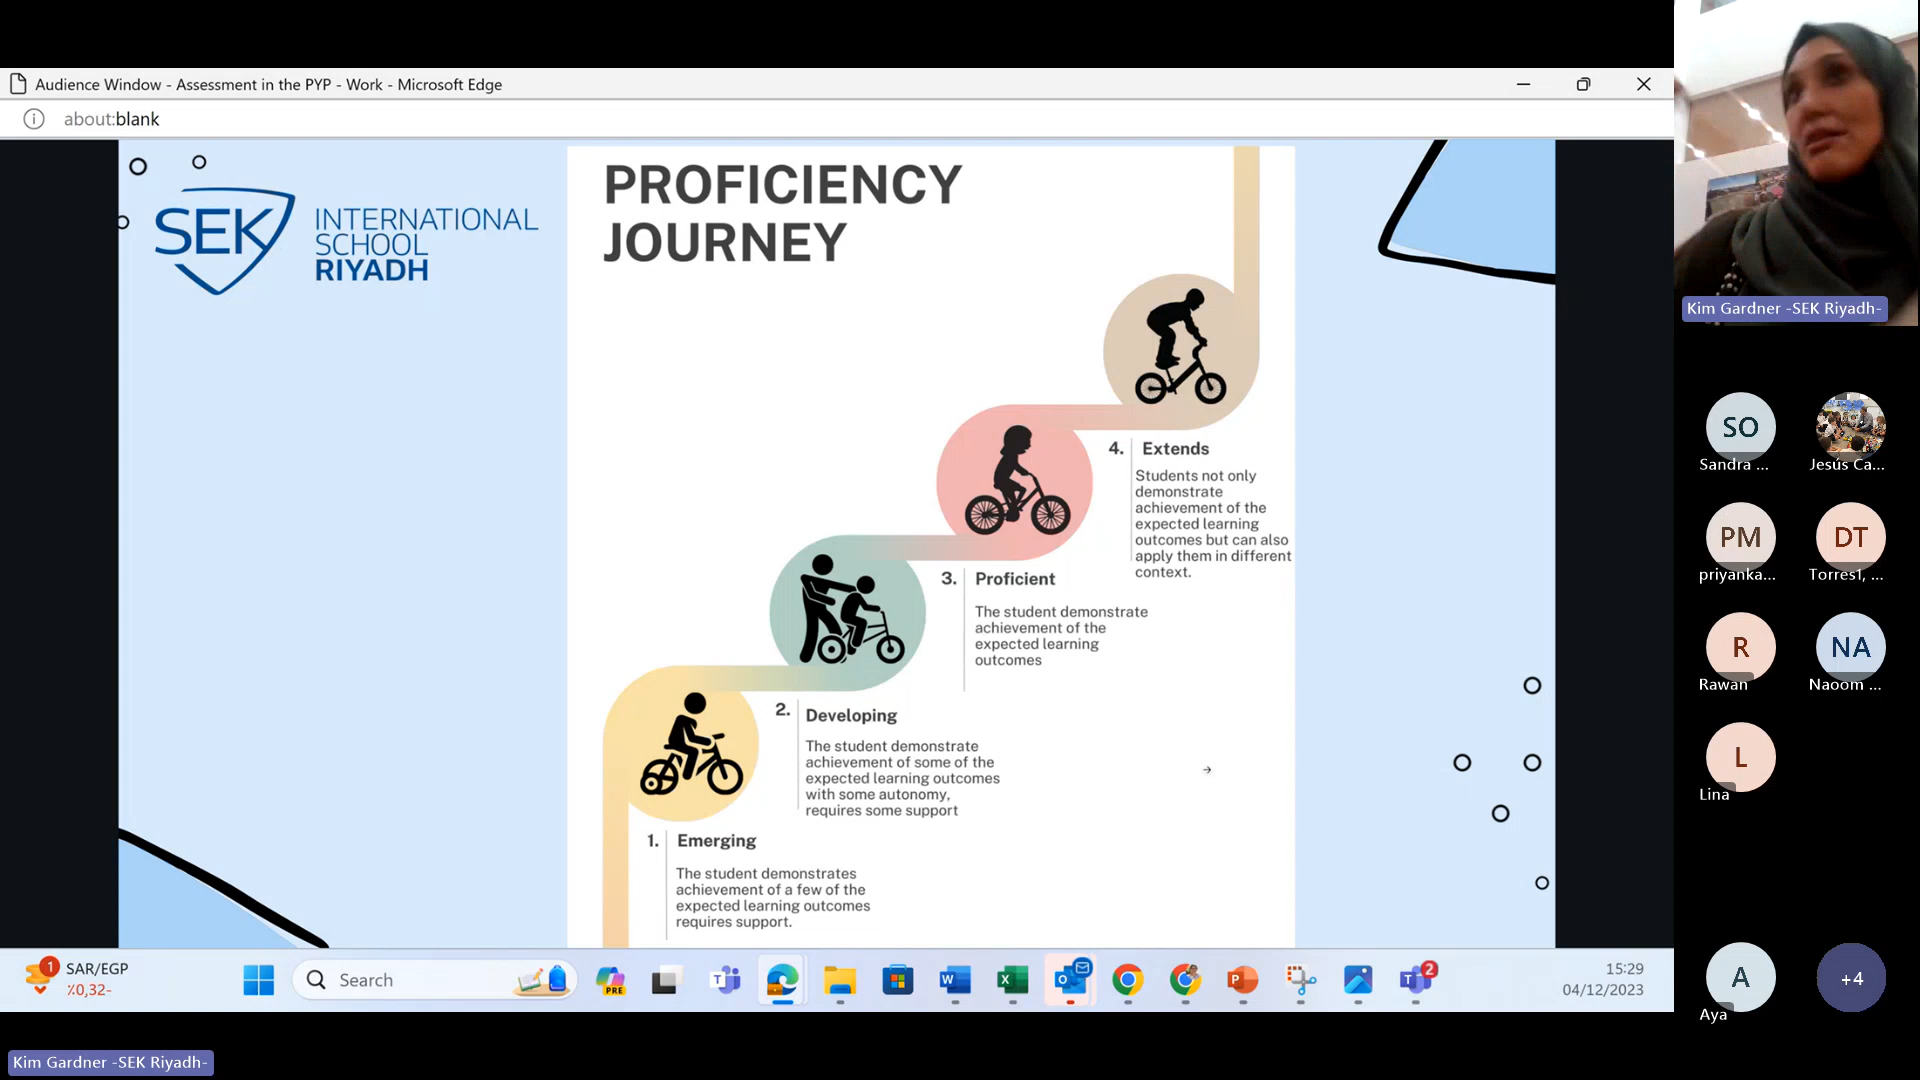 Audience Window - Assessment in the PYP - Work - Microsoft Edge
about:blank
SEK
INTERNATIONAL
SCHOOL
RIYADH
PROFICIENCY
JOURNEY
4. Extends
Students not only
demonstrate
achievement of the
expected learning
outcomes but can also
apply them in different
context.
3. Proficient
The student demonstrate
achievement of the
expected learning
outcomes
2. Developing
The student demonstrate
achievement of some of the
expected learning outcomes
with some autonomy,
requires some support
1. Emerging
The student demonstrates
achievement of a few of the
expected learning outcomes
requires support.
Kim Gardner -SEK Riyadh-
SO
Sandra ...
Jesús Ca...
PM
priyanka...
DT
Torres1, ...
R
Rawan
NA
Naoom ...
L
Lina
A
Aya
+4
1
SAR/EGP
%0,32-
Search
PRE
T
W
X
O
P
T
2
15:29
04/12/2023
Kim Gardner -SEK Riyadh-